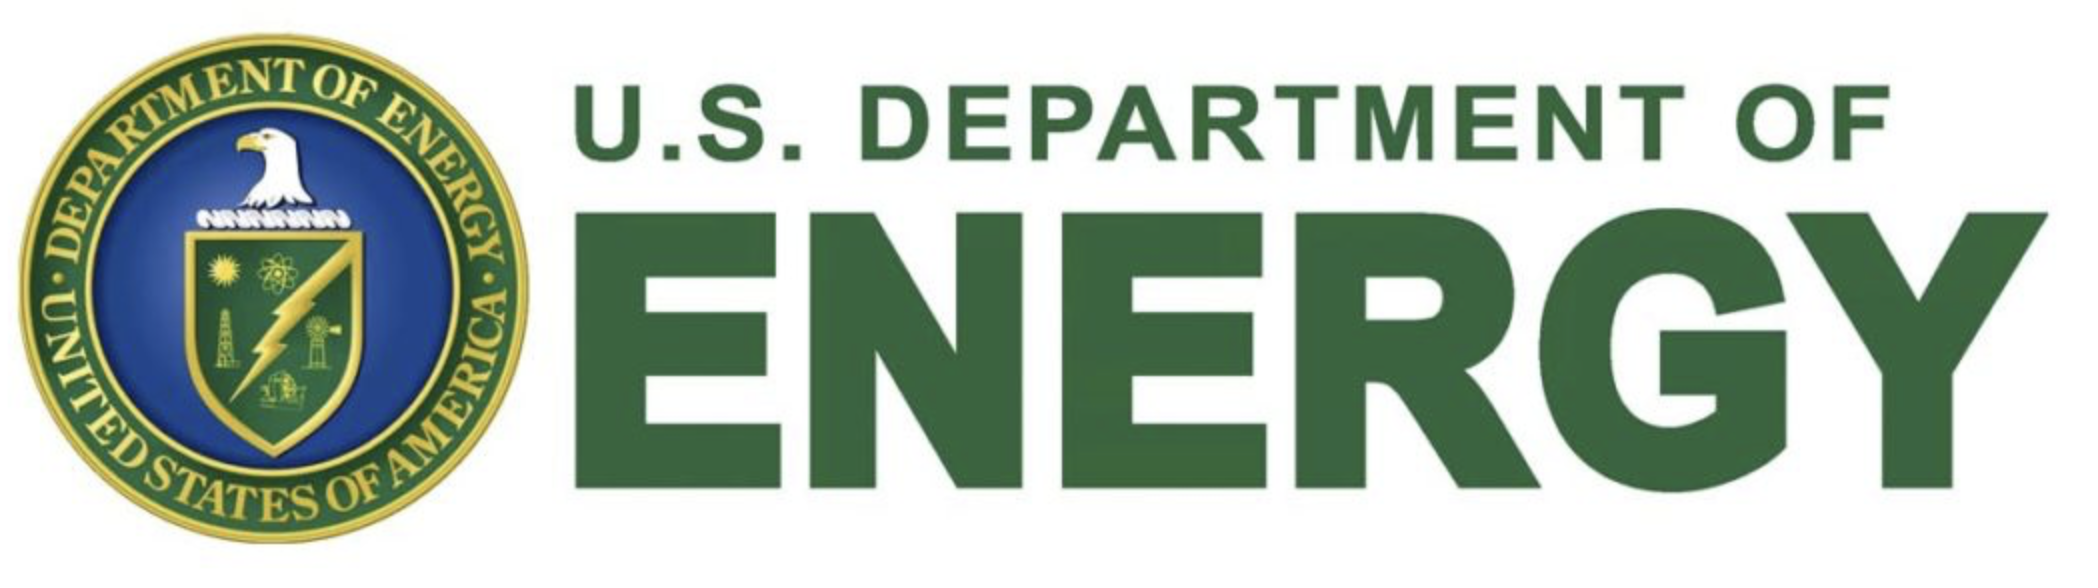 DEPARTMENT OF ENERGY
UNITED STATES OF AMERICA
U.S. DEPARTMENT OF
ENERGY